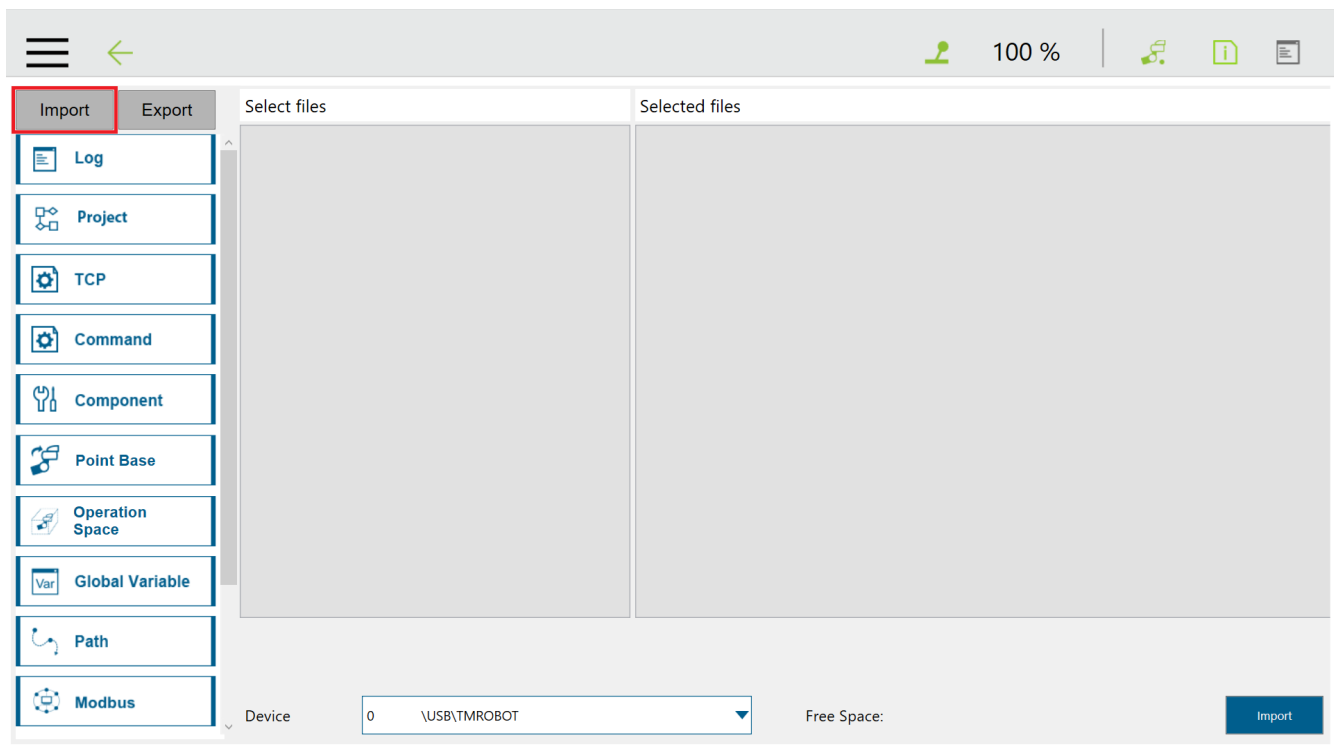 100 %
Import
Export
Select files
Selected files
Log
Project
TCP
Command
Component
Point Base
Operation
Space
Var
Global Variable
Path
Modbus
Device
0 \USB\TMROBOT
Free Space:
Import